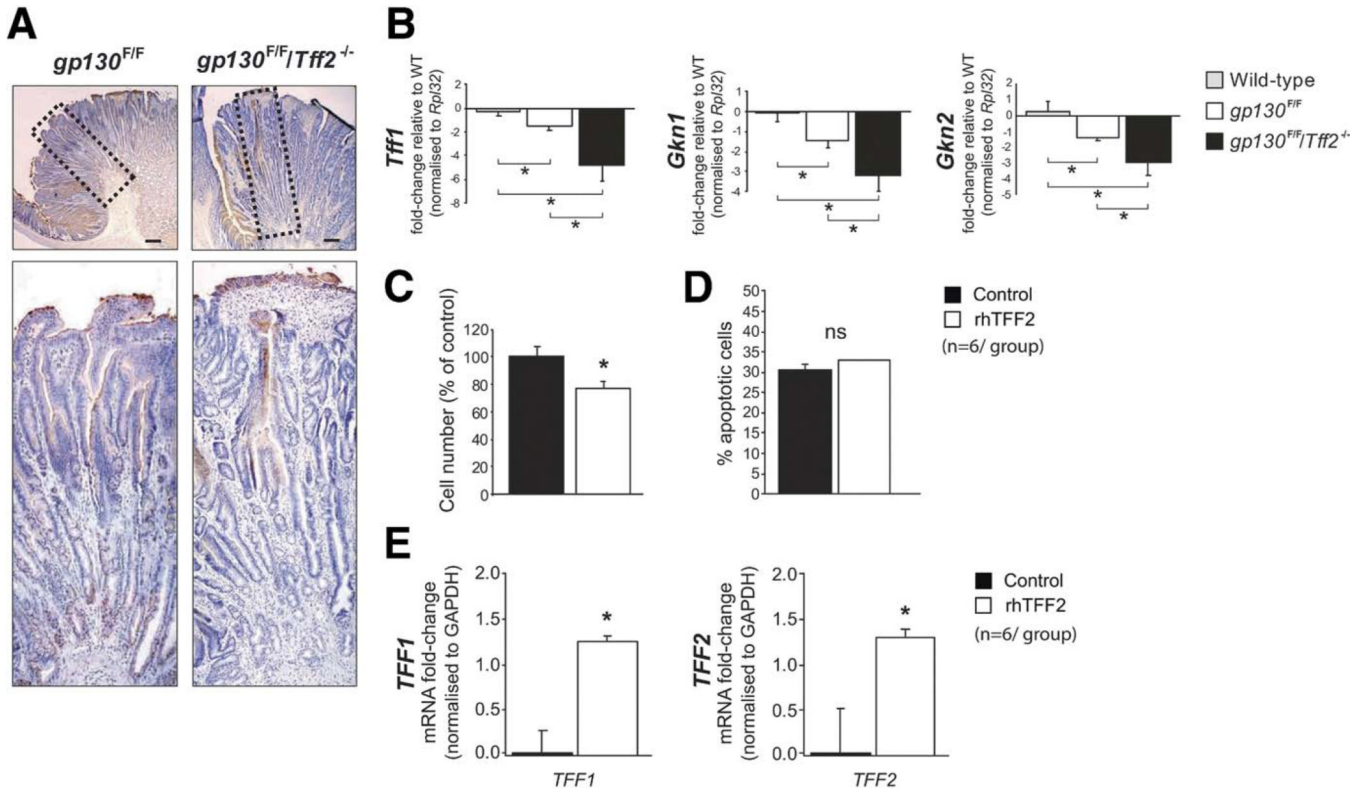 A
gp130F/F
gp130F/F/Tff2 -/-
B
Tff1
fold-change relative to WT
(normalised to Rpl32)
2
0
-2
-4
-6
-8
*
*
*
Gkn1
fold-change relative to WT
(normalised to Rpl32)
1
0
-1
-2
-3
-4
*
*
*
Gkn2
fold-change relative to WT
(normalised to Rpl32)
2
1
0
-1
-2
-3
-4
-5
*
*
*
Wild-type
gp130F/F
gp130F/F/Tff2-/-
C
Cell number (% of control)
120
100
80
60
40
20
0
*
D
% apoptotic cells
50
45
40
35
30
25
20
15
10
5
0
ns
Control
rhTFF2
(n=6/ group)
E
TFF1
mRNA fold-change
(normalised to GAPDH)
2.0
1.5
1.0
0.5
0.0
*
TFF1
TFF2
mRNA fold-change
(normalised to GAPDH)
2.0
1.5
1.0
0.5
0.0
*
TFF2
Control
rhTFF2
(n=6/ group)